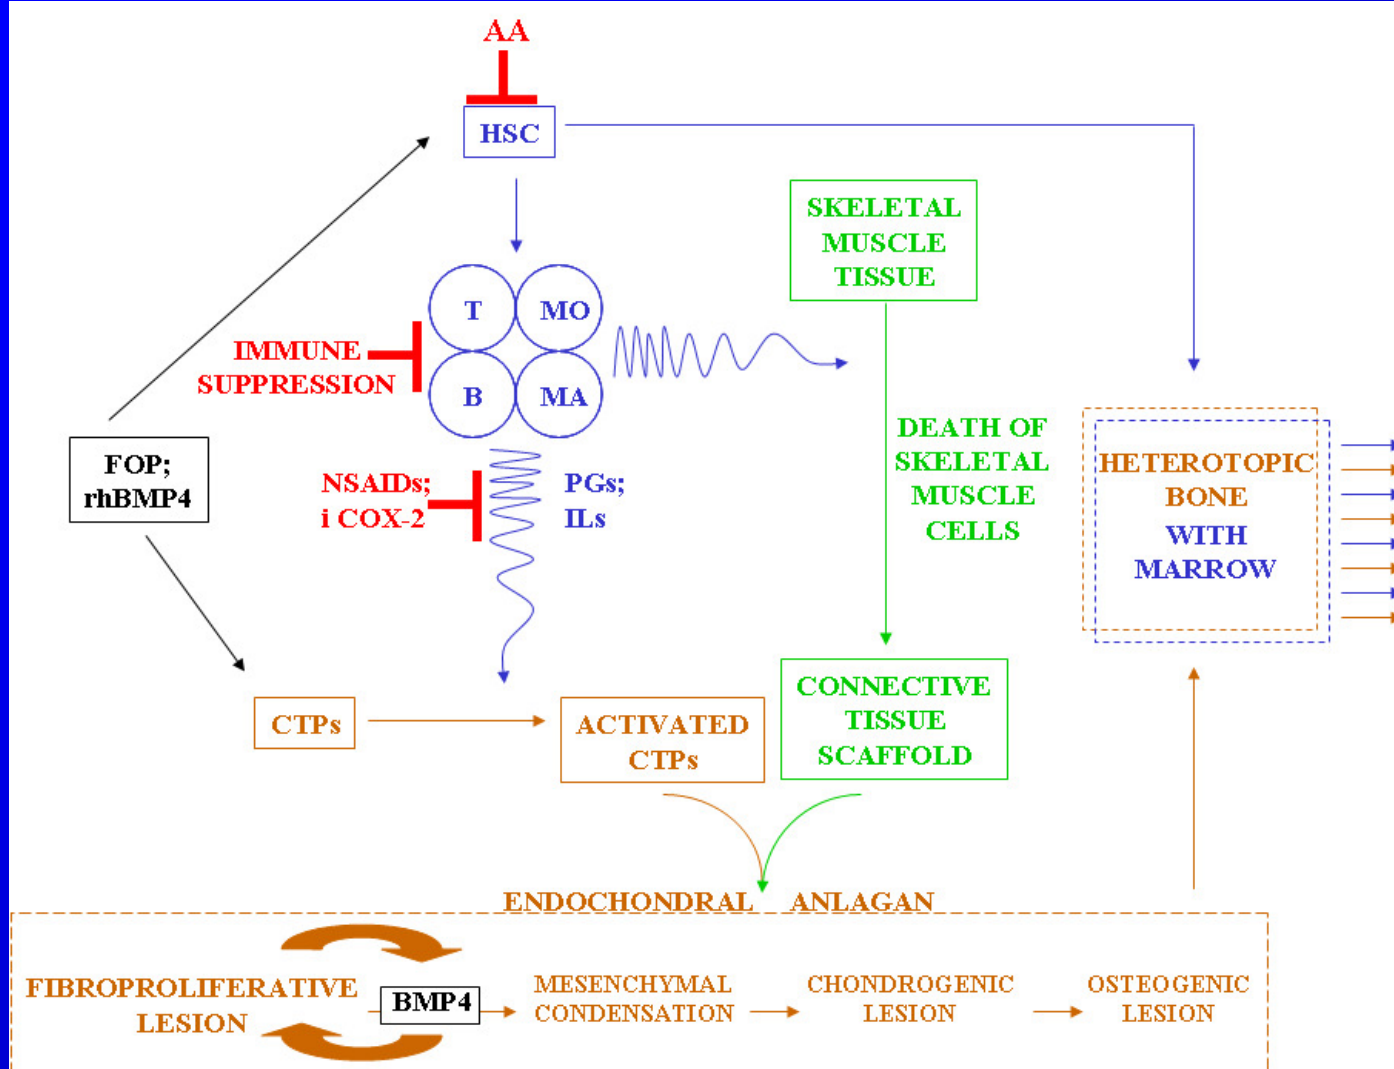 AA
HSC
SKELETAL
MUSCLE
TISSUE
T
MO
IMMUNE
SUPPRESSION
B
MA
FOP;
rhBMP4
NSAIDs;
i COX-2
PGs;
ILs
DEATH OF
SKELETAL
MUSCLE
CELLS
HETEROTOPIC
BONE
WITH
MARROW
CTPs
ACTIVATED
CTPs
CONNECTIVE
TISSUE
SCAFFOLD
ENDOCHONDRAL ANLAGAN
FIBROPROLIFERATIVE
LESION
BMP4
MESENCHYMAL
CONDENSATION
CHONDROGENIC
LESION
OSTEOGENIC
LESION